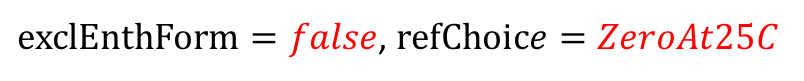 exclEnthForm = false, refChoice = ZeroAt25C